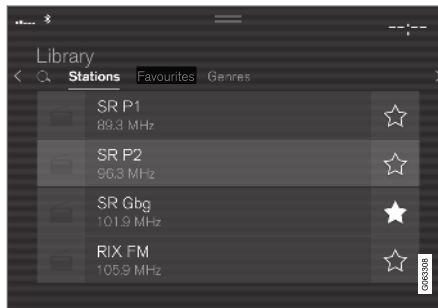 --:--
Library
Stations Favourites Genres
SR P1
89.3 MHz
SR P2
96.3 MHz
SR Gbg
101.9 MHz
RIX FM
105.9 MHz
G063308